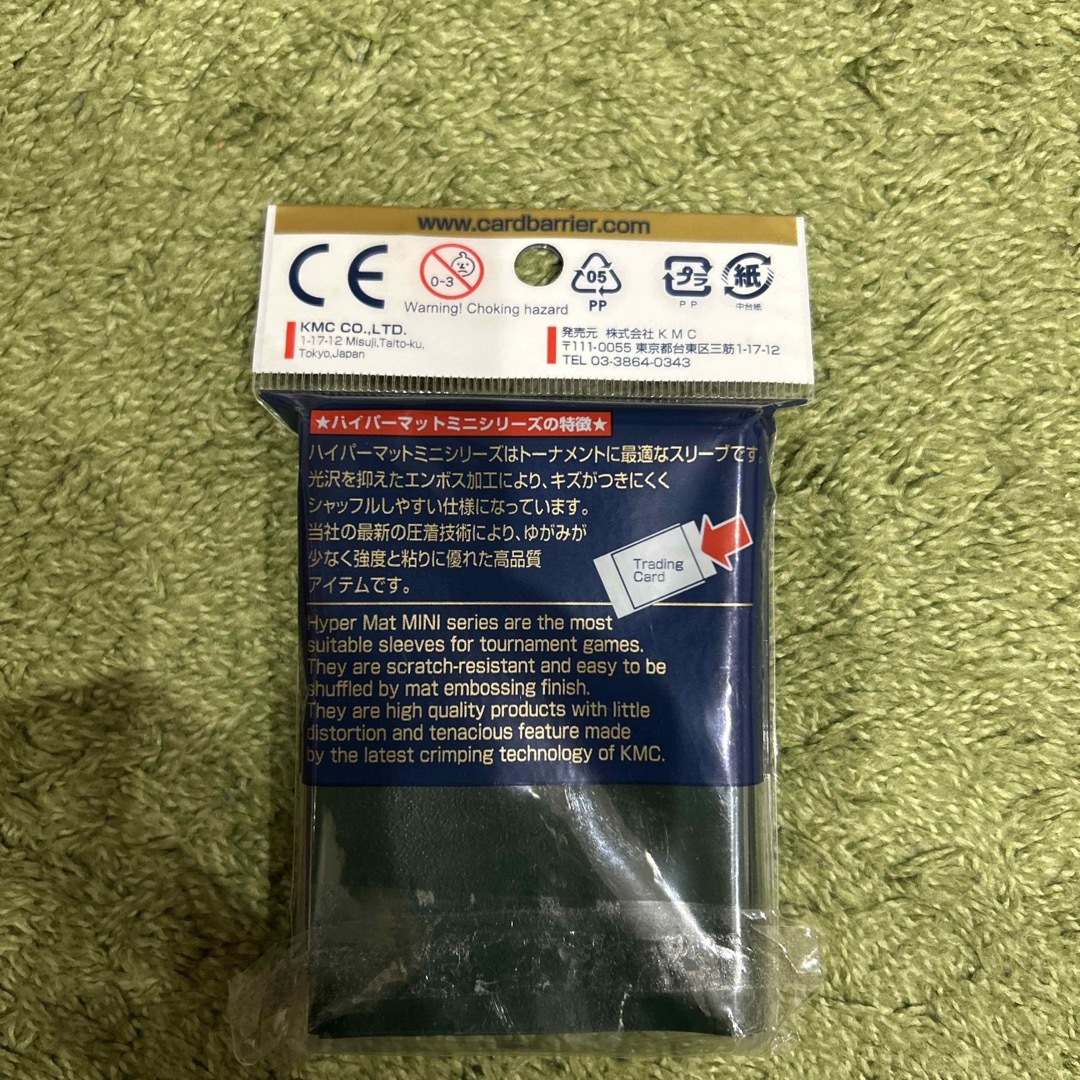 www.cardbarrier.com
CE
0-3
05
PP
プラ
PP
紙
中台紙
Warning! Choking hazard
KMC CO.,LTD.
1-17-12 Misuji,Taito-ku,
Tokyo,Japan
発売元 株式会社 K M C
〒111-0055 東京都台東区三筋1-17-12
TEL 03-3864-0343
★ハイパーマットミニシリーズの特徴★
ハイパーマットミニシリーズはトーナメントに最適なスリーブです。
光沢を抑えたエンボス加工により、キズがつきにくく
シャッフルしやすい仕様になっています。
当社の最新の圧着技術により、ゆがみが
少なく強度と粘りに優れた高品質
アイテムです。
Trading
Card
Hyper Mat MINI series are the most
suitable sleeves for tournament games.
They are scratch-resistant and easy to be
shuffled by mat embossing finish.
They are high quality products with little
distortion and tenacious feature made
by the latest crimping technology of KMC.